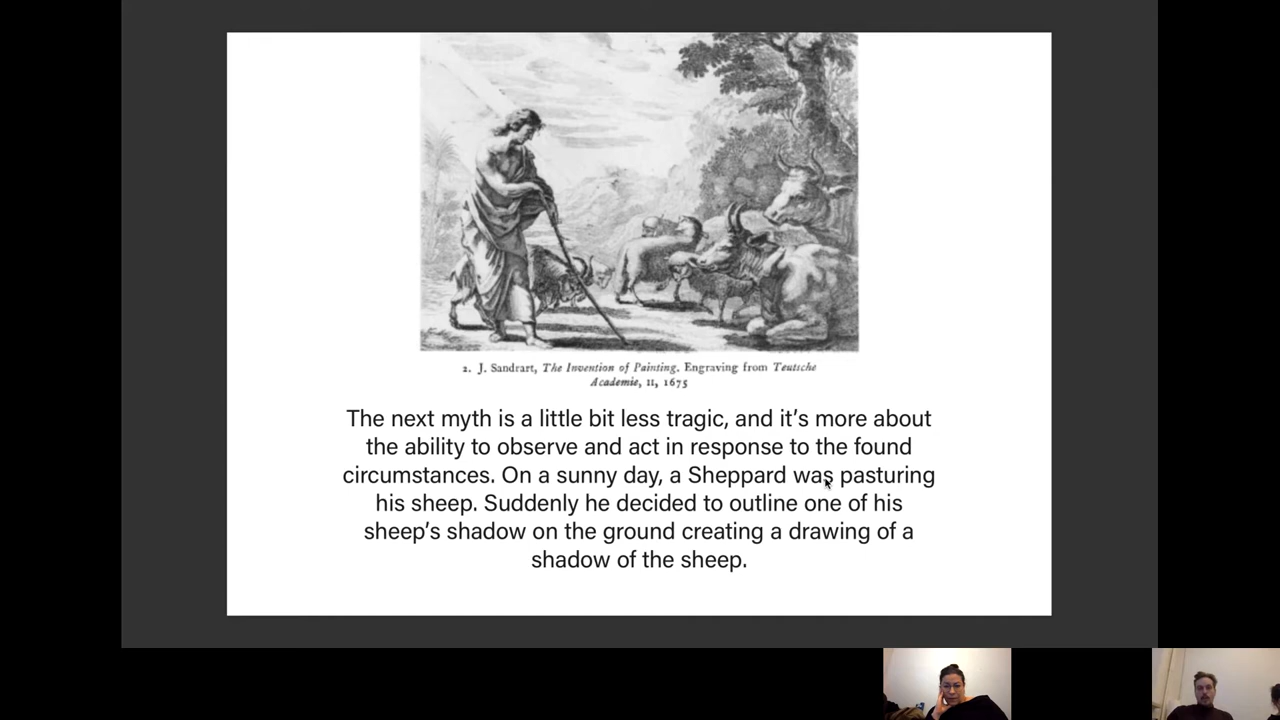 2. J. Sandrart, The Invention of Painting. Engraving from Teutsche
Academie, II, 1675
The next myth is a little bit less tragic, and it's more about
the ability to observe and act in response to the found
circumstances. On a sunny day, a Sheppard was pasturing
his sheep. Suddenly he decided to outline one of his
sheep's shadow on the ground creating a drawing of a
shadow of the sheep.